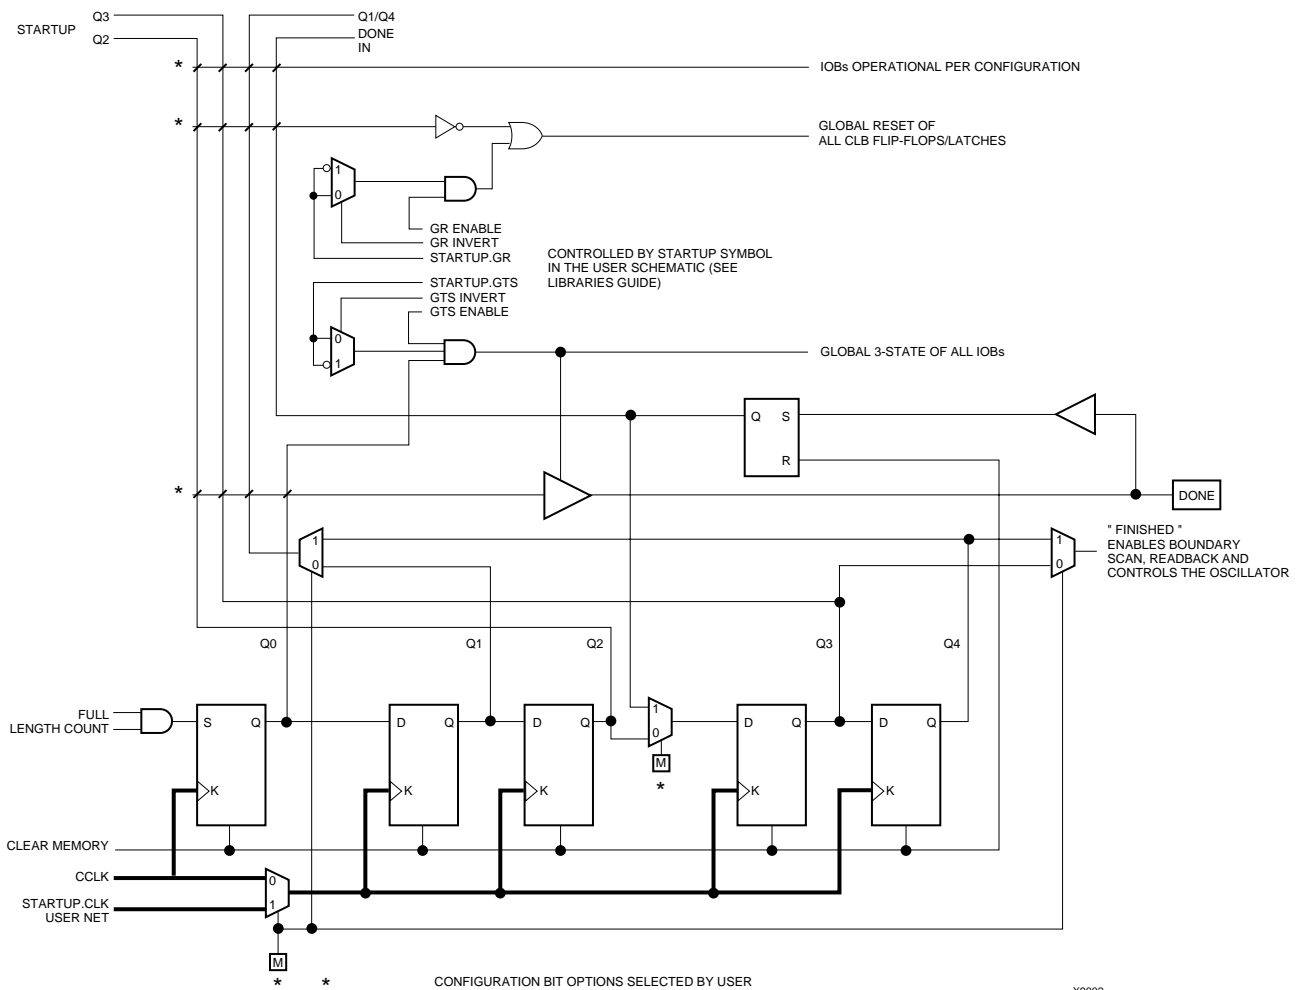 Q3
Q1/Q4
STARTUP
Q2
DONE
IN
*
IOBs OPERATIONAL PER CONFIGURATION
*
GLOBAL RESET OF
ALL CLB FLIP-FLOPS/LATCHES
1
0
GR ENABLE
GR INVERT
STARTUP.GR
CONTROLLED BY STARTUP SYMBOL
IN THE USER SCHEMATIC (SEE
LIBRARIES GUIDE)
STARTUP.GTS
GTS INVERT
GTS ENABLE
0
1
GLOBAL 3-STATE OF ALL IOBs
Q S
R
*
DONE
1
0
1
0
" FINISHED "
ENABLES BOUNDARY
SCAN, READBACK AND
CONTROLS THE OSCILLATOR
Q0
Q1
Q2
Q3
Q4
FULL
LENGTH COUNT
S Q
K
D Q
K
D Q
K
1
0
M
*
D Q
K
D Q
K
CLEAR MEMORY
CCLK
STARTUP.CLK
USER NET
0
1
M
*
* CONFIGURATION BIT OPTIONS SELECTED BY USER